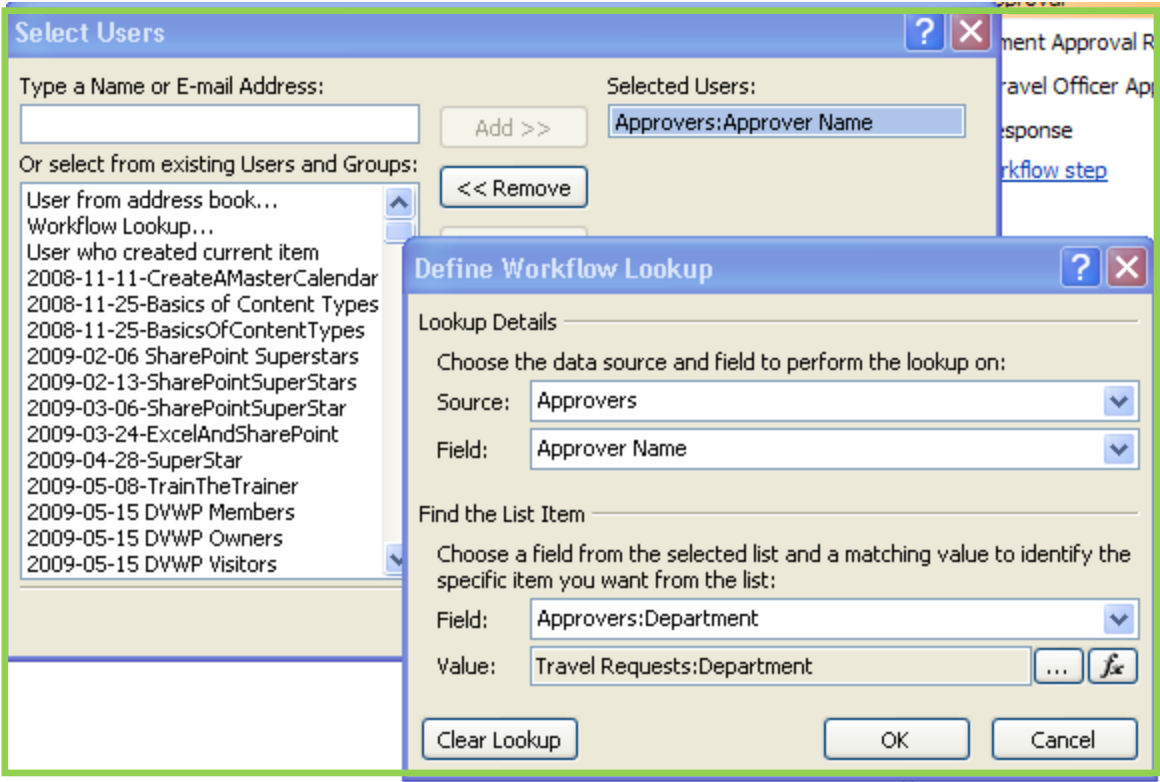 Select Users
Type a Name or E-mail Address:
Add >>
Selected Users:
Approvers:Approver Name
Or select from existing Users and Groups:
<< Remove
User from address book...
Workflow Lookup...
User who created current item
2008-11-11-CreateAMasterCalendar
2008-11-25-Basics of Content Types
2008-11-25-BasicsOfContentTypes
2009-02-06 SharePoint Superstars
2009-02-13-SharePointSuperStars
2009-03-06-SharePointSuperStar
2009-03-24-ExcelAndSharePoint
2009-04-28-SuperStar
2009-05-08-TrainTheTrainer
2009-05-15 DVWP Members
2009-05-15 DVWP Owners
2009-05-15 DVWP Visitors
Approval R
Officer
step
Define Workflow Lookup
Lookup Details
Choose the data source and field to perform the lookup on:
Source: Approvers
Field: Approver Name
Find the List Item
Choose a field from the selected list and a matching value to identify the
specific item you want from the list:
Field: Approvers:Department
Value: Travel Requests:Department ... fx
Clear Lookup OK Cancel